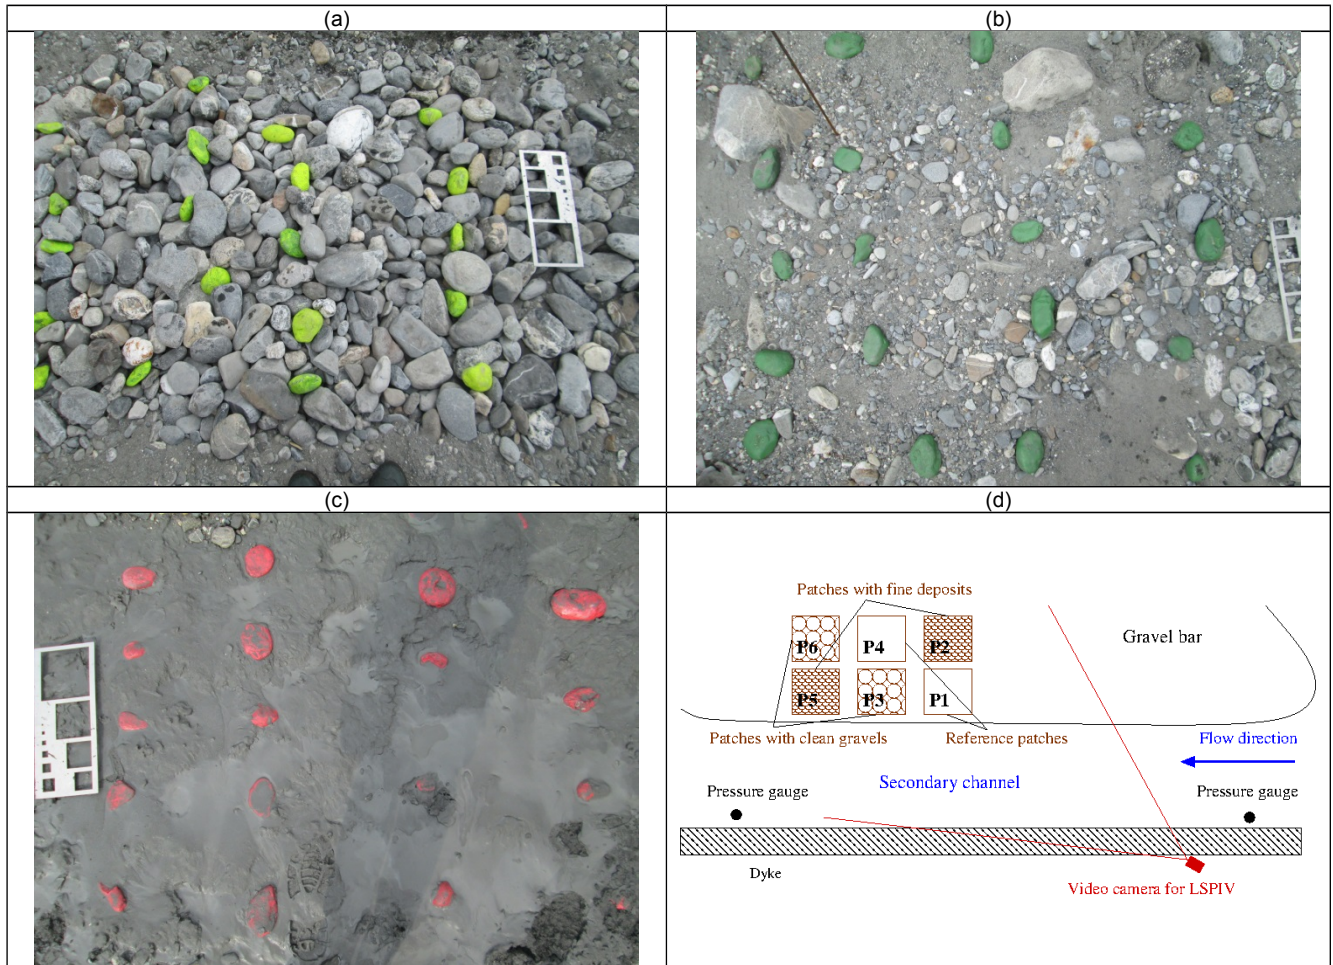 (a)
(b)
(c)
(d)
Patches with fine deposits
P6
P4
P2
Gravel bar
P5
P3
P1
Patches with clean gravels
Reference patches
Flow direction
Secondary channel
Pressure gauge
Pressure gauge
Dyke
Video camera for LSPIV